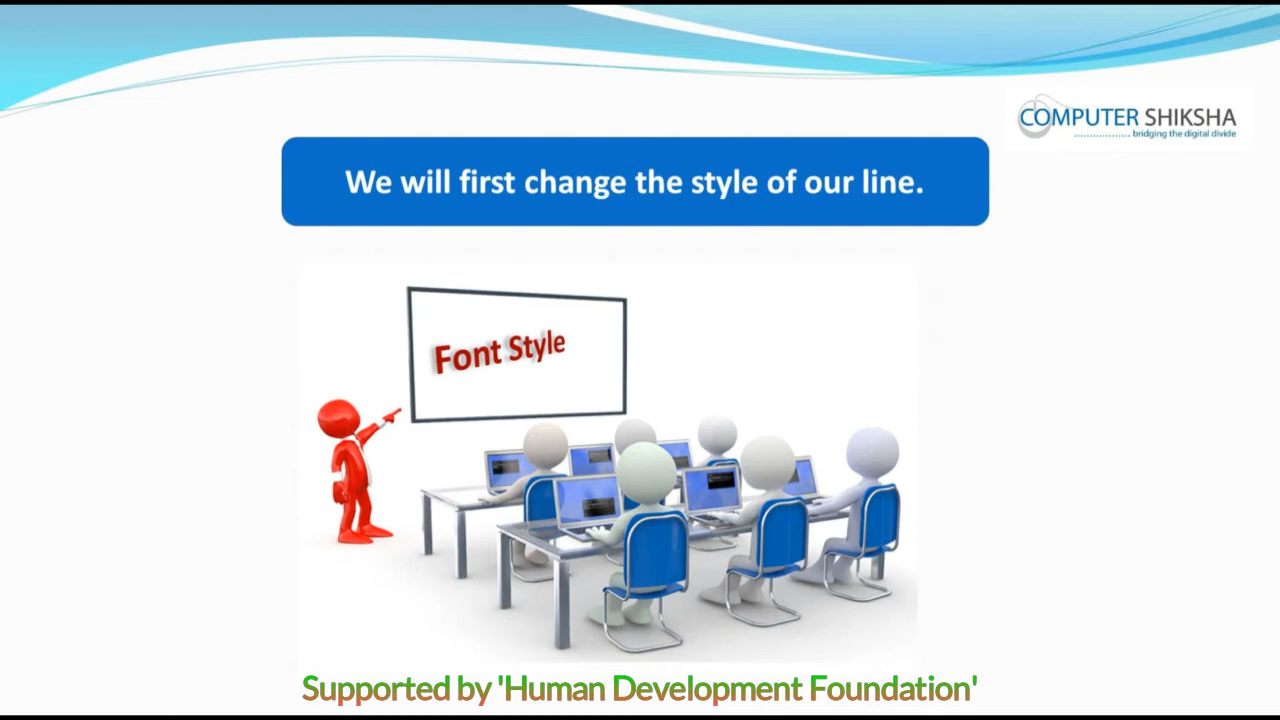 COMPUTER SHIKSHA
bridging the digital divide
We will first change the style of our line.
Font Style
Supported by 'Human Development Foundation'